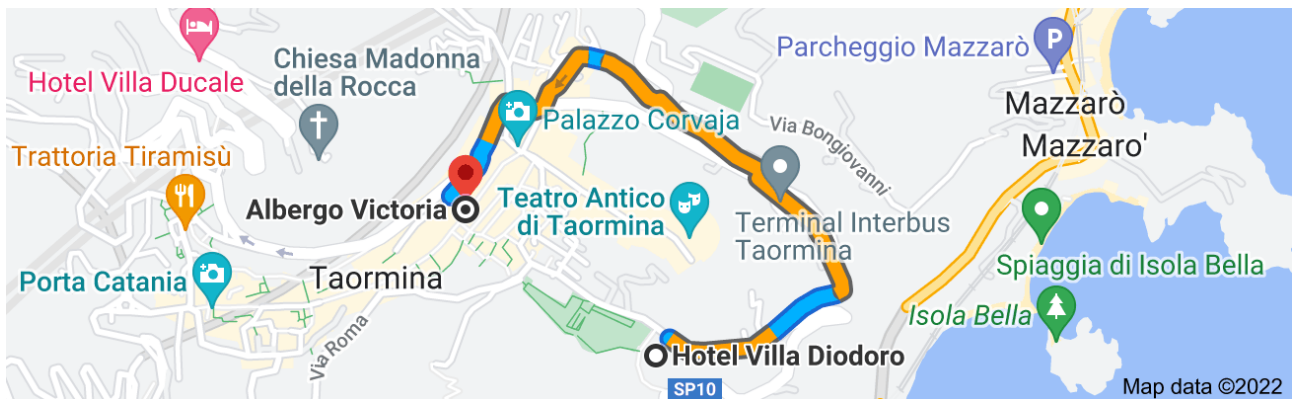 Hotel Villa Ducale
Chiesa Madonna
della Rocca
Parcheggio Mazzarò
P
Mazzarò
Mazzaro'
Palazzo Corvaja
Via Bongiovanni
Trattoria Tiramisù
Albergo Victoria
Teatro Antico
di Taormina
Terminal Interbus
Taormina
Porta Catania
Taormina
Spiaggia di Isola Bella
Isola Bella
Via Roma
Hotel Villa Diodoro
SP10
Map data ©2022